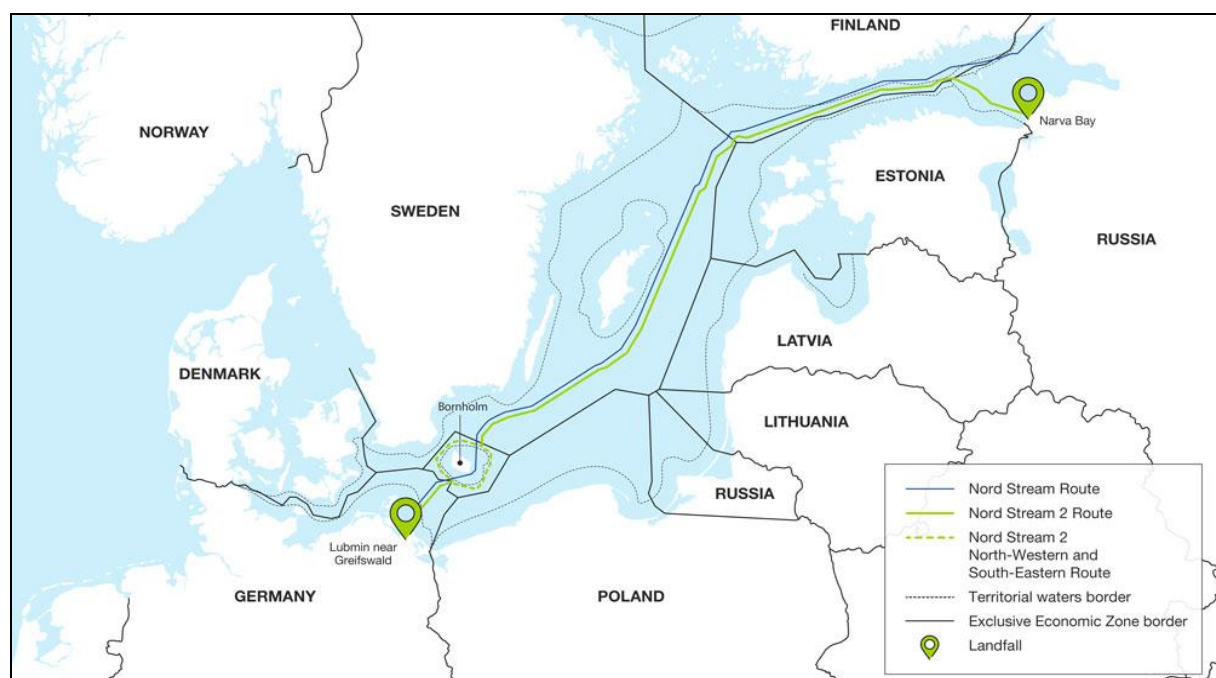 FINLAND
NORWAY
Narva Bay
ESTONIA
SWEDEN
RUSSIA
LATVIA
DENMARK
Bornholm
LITHUANIA
RUSSIA
Lubmin near
Greifswald
GERMANY
POLAND
Nord Stream Route
Nord Stream 2 Route
Nord Stream 2
North-Western and
South-Eastern Route
Territorial waters border
Exclusive Economic Zone border
Landfall